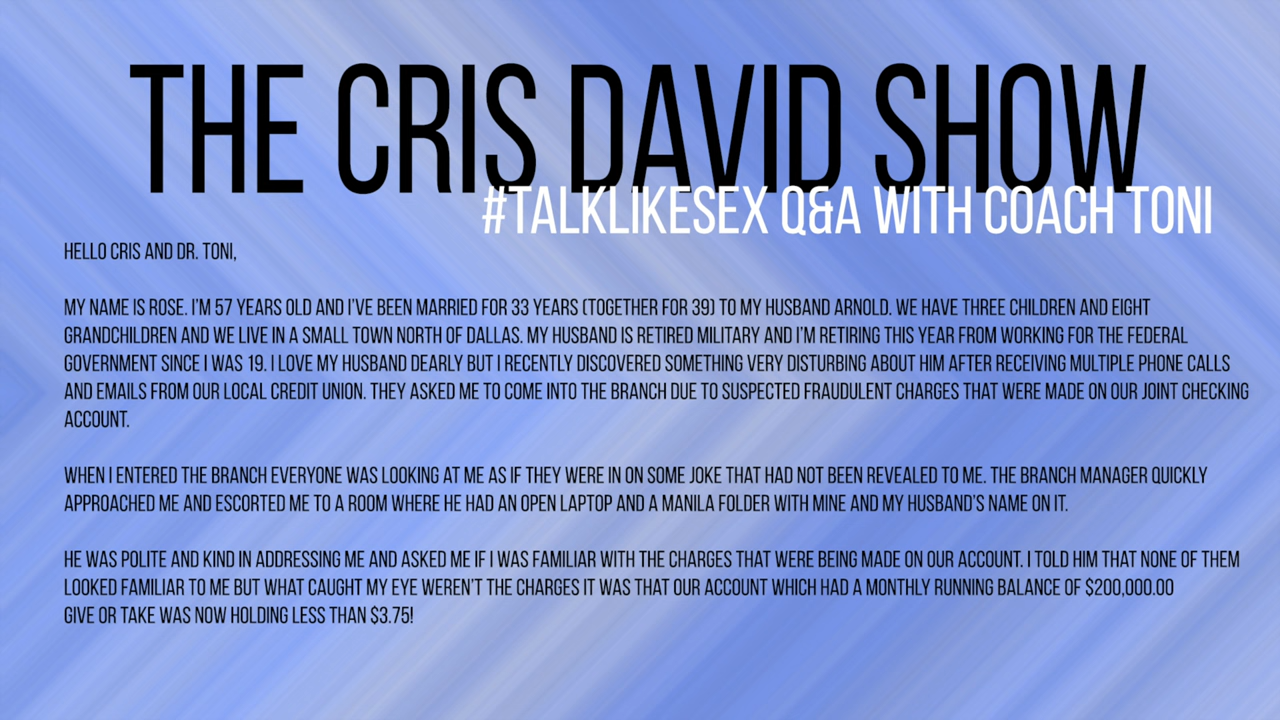 THE CRIS DAVID SHOW
#TALKLIKESEX Q&A WITH COACH TONI
HELLO CRIS AND DR. TONI,
MY NAME IS ROSE. I'M 57 YEARS OLD AND I'VE BEEN MARRIED FOR 33 YEARS (TOGETHER FOR 39) TO MY HUSBAND ARNOLD. WE HAVE THREE CHILDREN AND EIGHT
GRANDCHILDREN AND WE LIVE IN A SMALL TOWN NORTH OF DALLAS. MY HUSBAND IS RETIRED MILITARY AND I'M RETIRING THIS YEAR FROM WORKING FOR THE FEDERAL
GOVERNMENT SINCE I WAS 19. I LOVE MY HUSBAND DEARLY BUT I RECENTLY DISCOVERED SOMETHING VERY DISTURBING ABOUT HIM AFTER RECEIVING MULTIPLE PHONE CALLS
AND EMAILS FROM OUR LOCAL CREDIT UNION. THEY ASKED ME TO COME INTO THE BRANCH DUE TO SUSPECTED FRAUDULENT CHARGES THAT WERE MADE ON OUR JOINT CHECKING
ACCOUNT.
WHEN I ENTERED THE BRANCH EVERYONE WAS LOOKING AT ME AS IF THEY WERE IN ON SOME JOKE THAT HAD NOT BEEN REVEALED TO ME. THE BRANCH MANAGER QUICKLY
APPROACHED ME AND ESCORTED ME TO A ROOM WHERE HE HAD AN OPEN LAPTOP AND A MANILA FOLDER WITH MINE AND MY HUSBAND'S NAME ON IT.
HE WAS POLITE AND KIND IN ADDRESSING ME AND ASKED ME IF I WAS FAMILIAR WITH THE CHARGES THAT WERE BEING MADE ON OUR ACCOUNT. I TOLD HIM THAT NONE OF THEM
LOOKED FAMILIAR TO ME BUT WHAT CAUGHT MY EYE WEREN'T THE CHARGES IT WAS THAT OUR ACCOUNT WHICH HAD A MONTHLY RUNNING BALANCE OF $200,000.00
GIVE OR TAKE WAS NOW HOLDING LESS THAN $3.75!